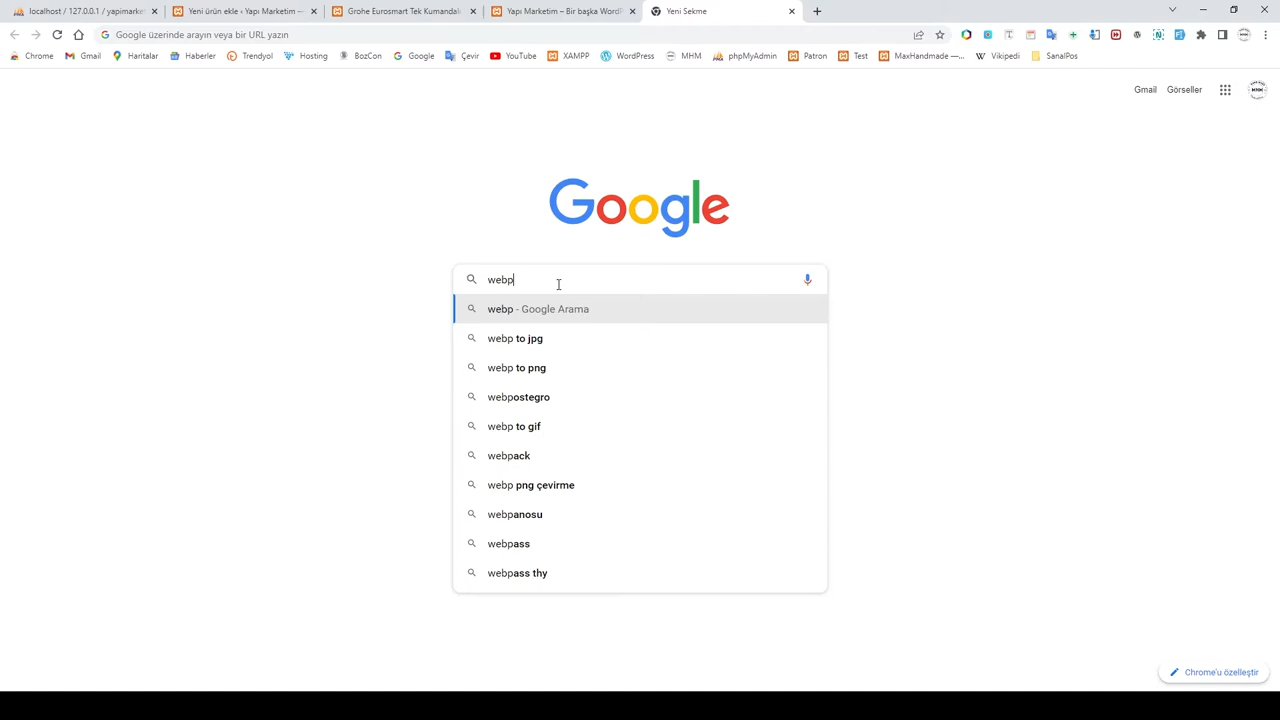 localhost / 127.0.0.1 / yapimarket
Yeni ürün ekle ‹ Yapı Marketim —
Grohe Eurosmart Tek Kumandalı
Yapı Marketim – Bir başka WordP
Yeni Sekme
Google üzerinde arayın veya bir URL yazın
Chrome
Gmail
Haritalar
Haberler
Trendyol
Hosting
BozCon
Google
Çevir
YouTube
XAMPP
WordPress
MHM
phpMyAdmin
Patron
Test
MaxHandmade —...
Vikipedi
SanalPos
Gmail
Görseller
Google
webp
webp - Google Arama
webp to jpg
webp to png
webpostegro
webp to gif
webpack
webp png çevirme
webpanosu
webpass
webpass thy
Chrome'u özelleştir